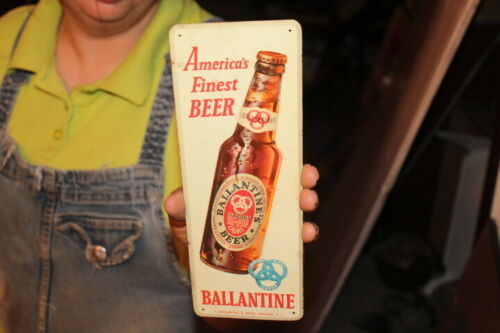 America's
Finest
BEER
BALLANTINE'S
BEER
BALLANTINE